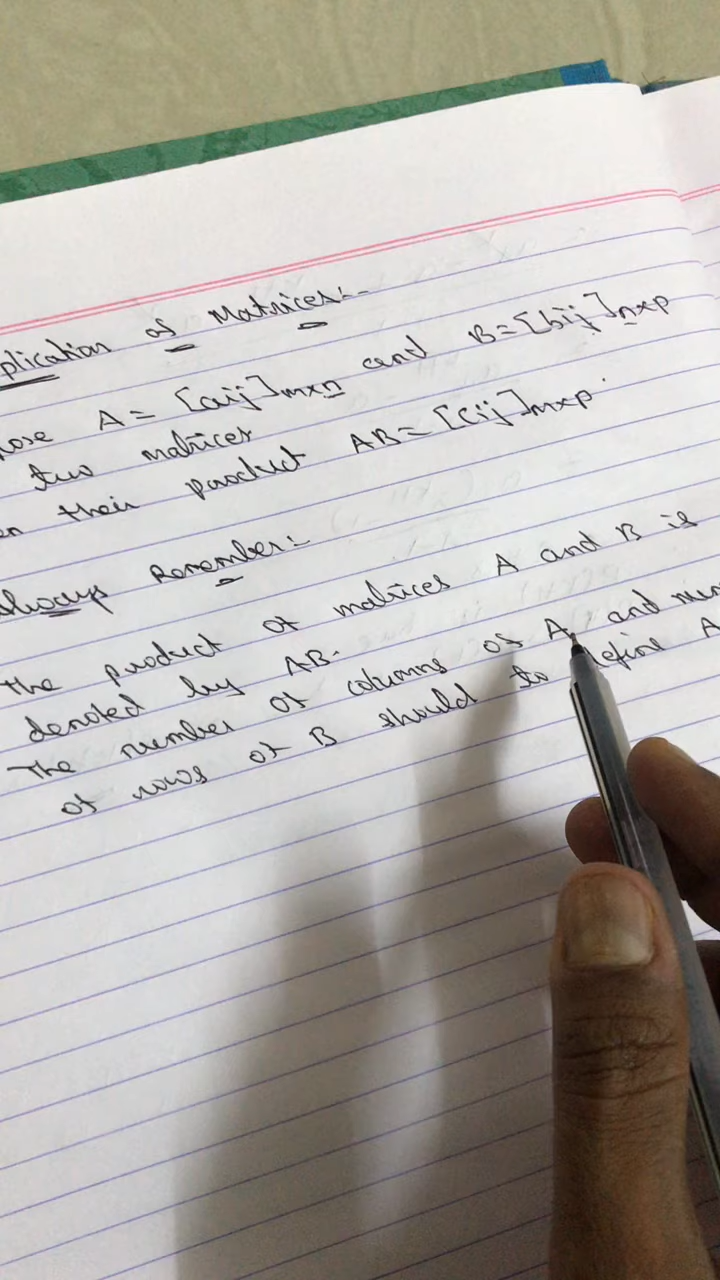 plication of Matrices:-
pose A = [aij]mxn and B=[bij]nxp
two matrices
en their product AB=[cij]mxp.
Always Remember:-
The product of matrices A and B is
denoted by AB.
The number of columns of A and num
of rows of B should to define A